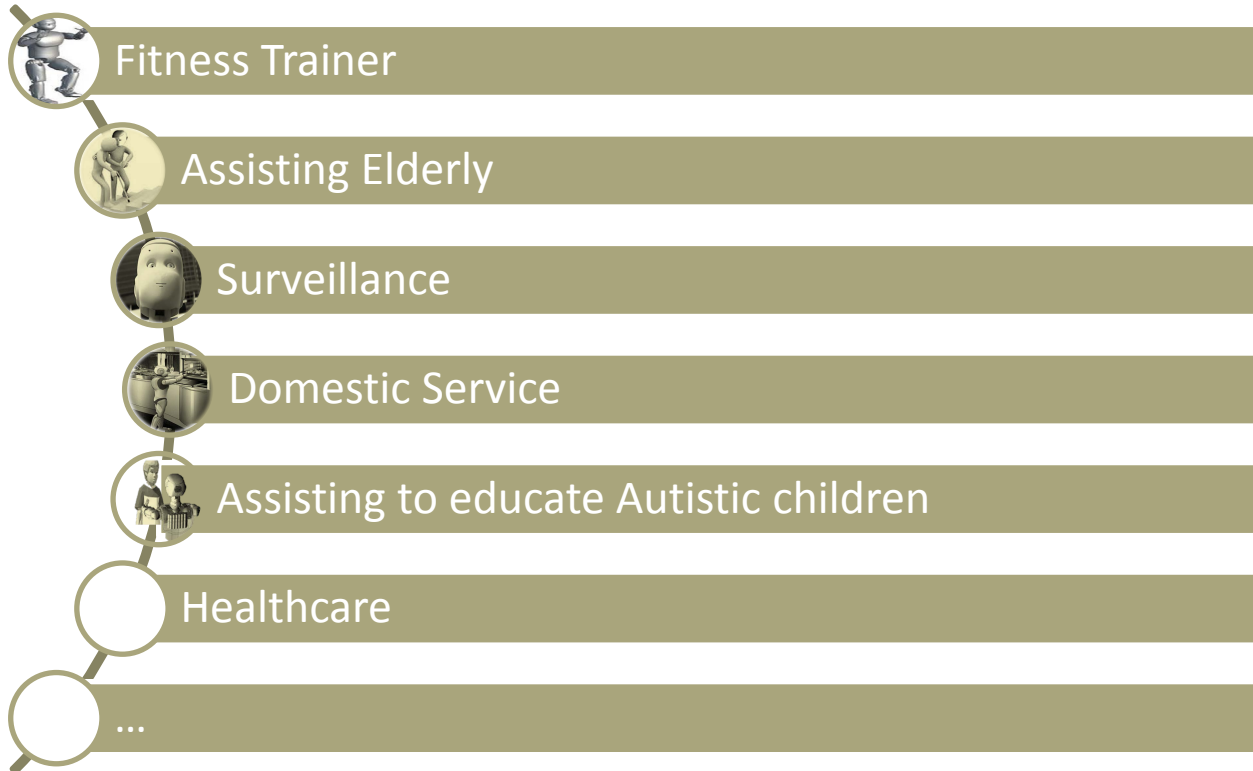 Fitness Trainer
Assisting Elderly
Surveillance
Domestic Service
Assisting to educate Autistic children
Healthcare
...